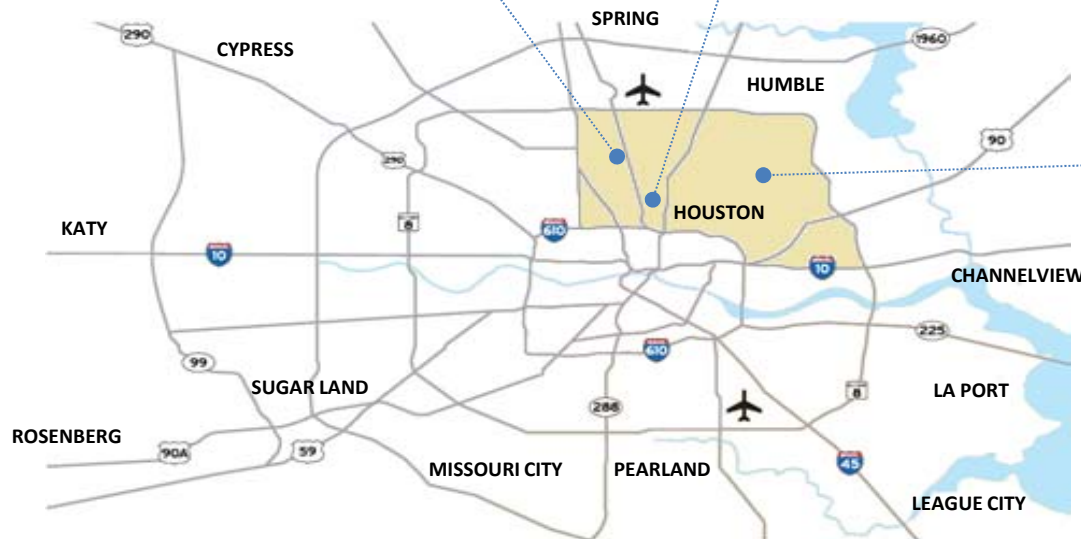 SPRING
290
1960
CYPRESS
HUMBLE
90
290
HOUSTON
8
KATY
610
10
10
CHANNELVIEW
225
610
99
SUGAR LAND
8
LA PORT
288
ROSENBERG
90A
59
MISSOURI CITY
PEARLAND
45
LEAGUE CITY